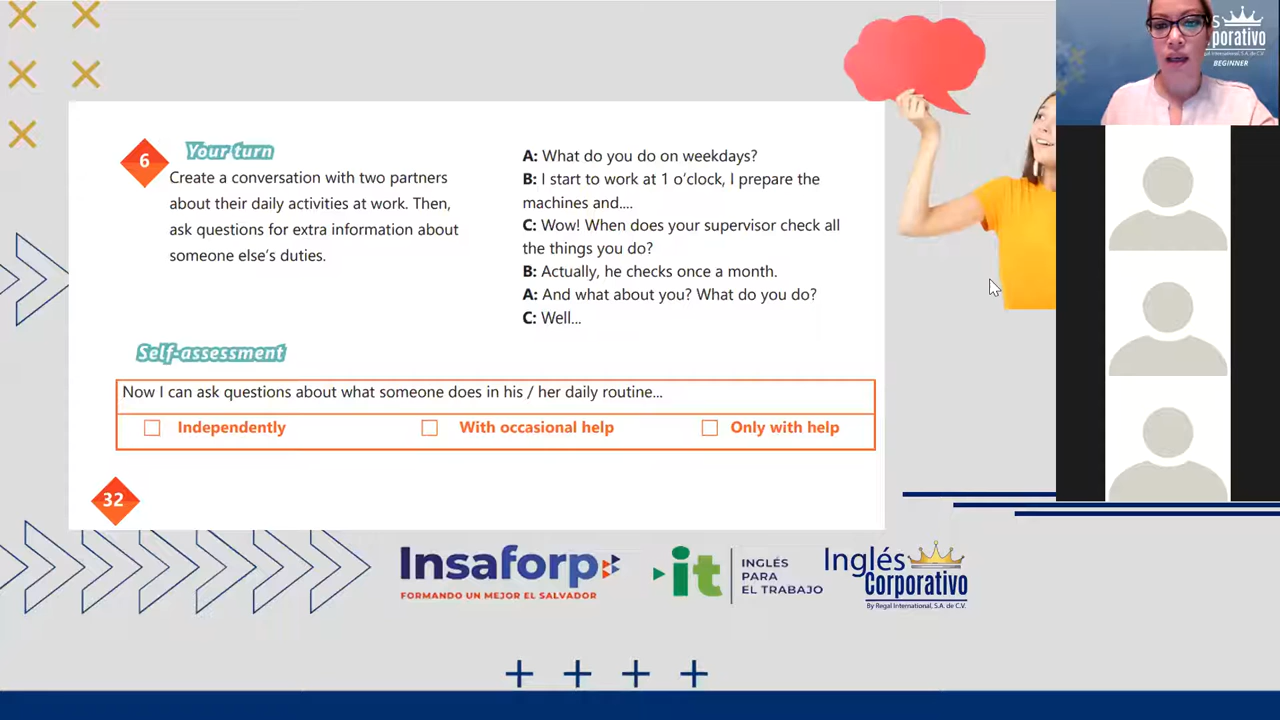 6
Your turn
Create a conversation with two partners
about their daily activities at work. Then,
ask questions for extra information about
someone else's duties.
A: What do you do on weekdays?
B: I start to work at 1 o'clock, I prepare the
machines and....
C: Wow! When does your supervisor check all
the things you do?
B: Actually, he checks once a month.
A: And what about you? What do you do?
C: Well...
Self-assessment
Now I can ask questions about what someone does in his / her daily routine...
Independently
With occasional help
Only with help
32
Insaforp
FORMANDO UN MEJOR EL SALVADOR
it
INGLÉS
PARA
EL TRABAJO
Inglés
Corporativo
By Regal International, S.A. de C.V.
BEGINNER